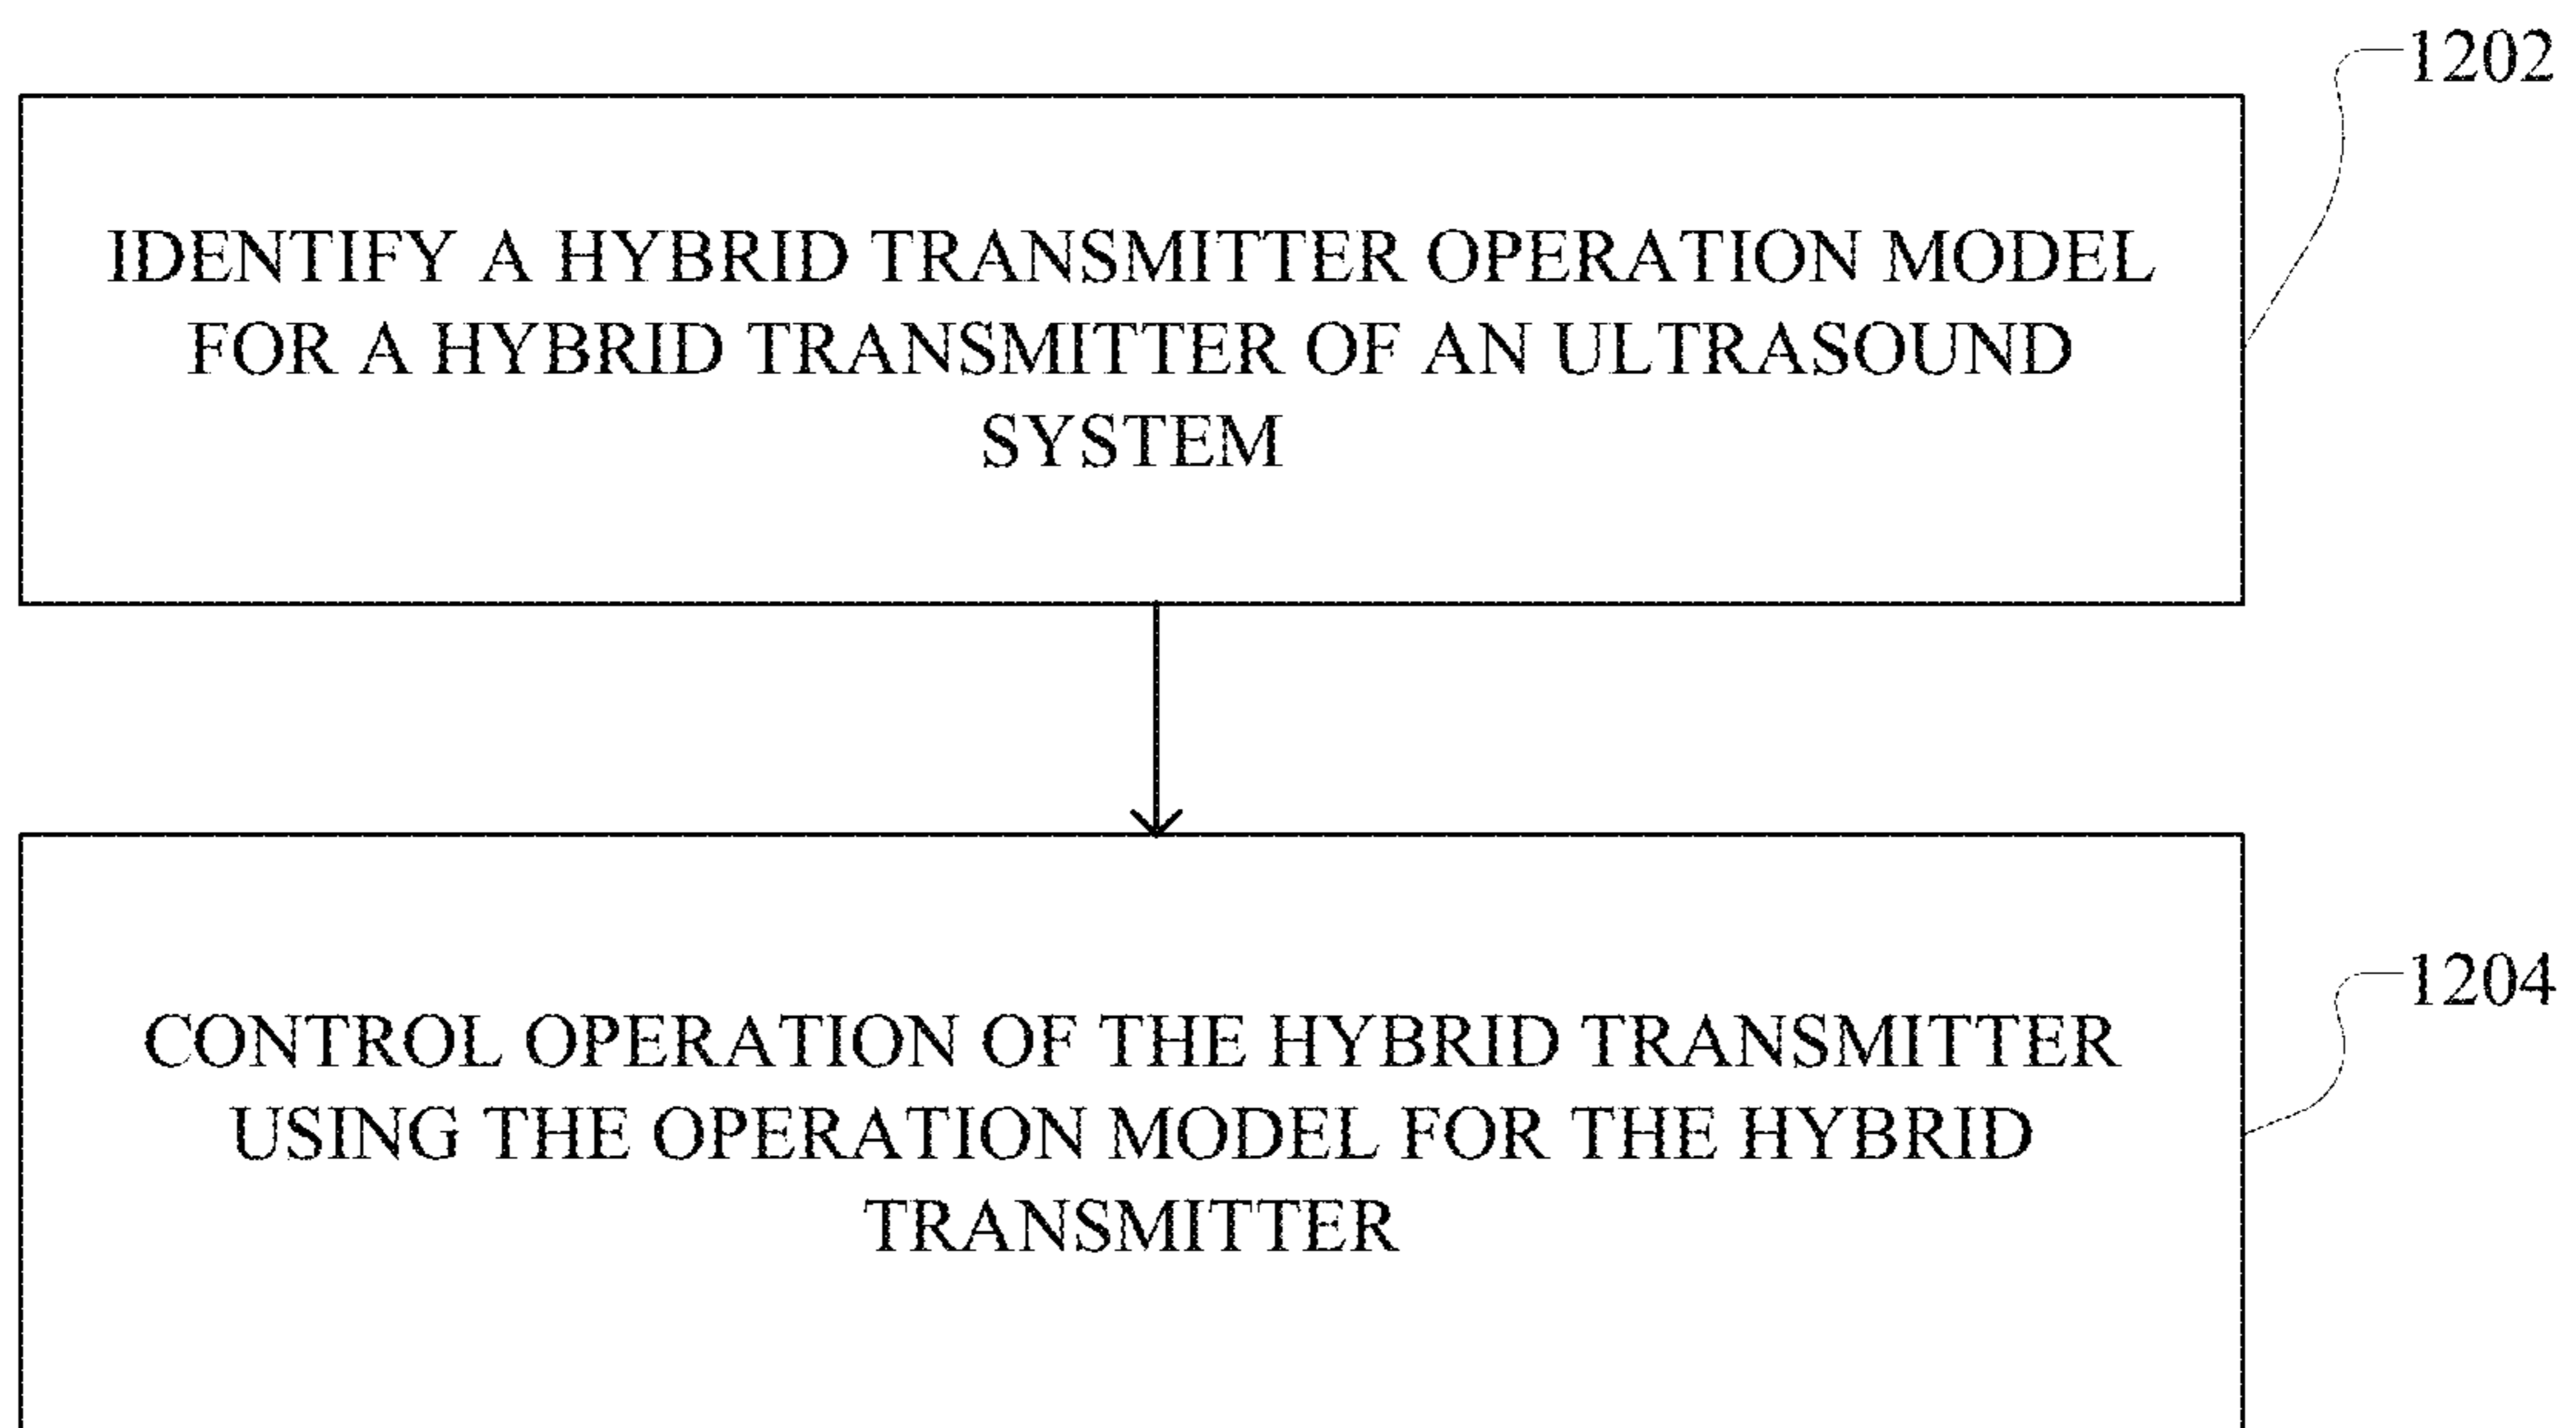 1202
IDENTIFY A HYBRID TRANSMITTER OPERATION MODEL
FOR A HYBRID TRANSMITTER OF AN ULTRASOUND
SYSTEM
1204
CONTROL OPERATION OF THE HYBRID TRANSMITTER
USING THE OPERATION MODEL FOR THE HYBRID
TRANSMITTER